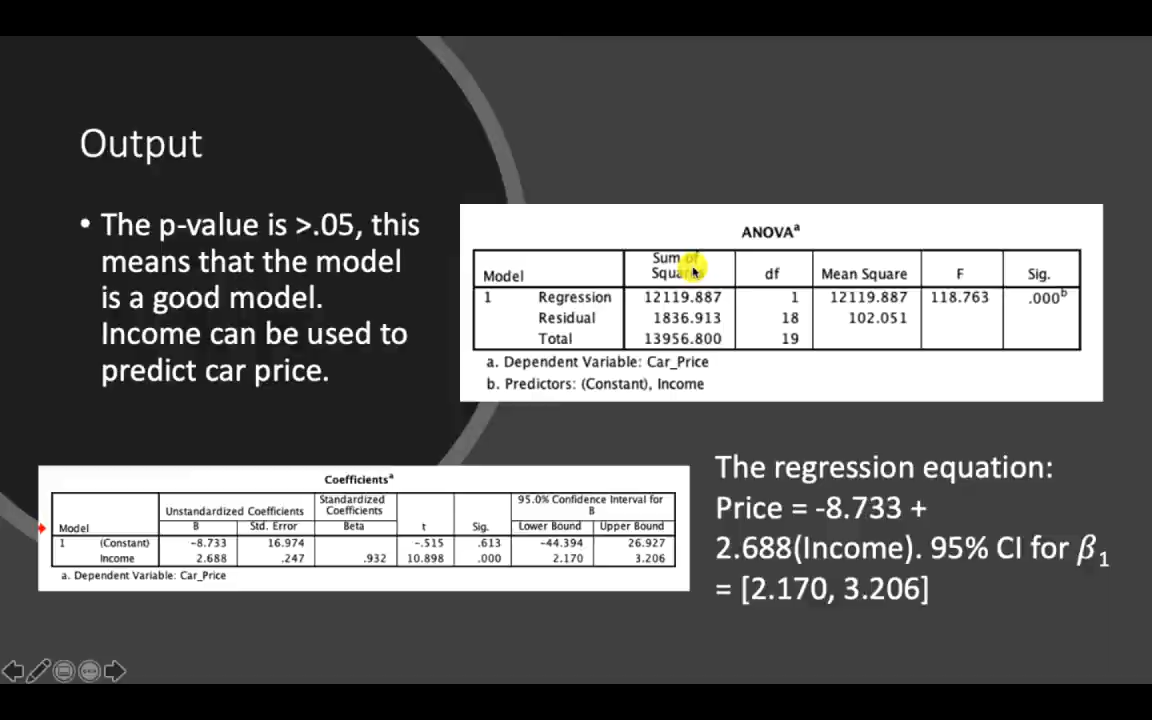 Output
• The p-value is >.05, this
means that the model
is a good model.
Income can be used to
predict car price.
ANOVAa
Model Sum of Squares df Mean Square F Sig.
1 Regression 12119.887 1 12119.887 118.763 .000b
Residual 1836.913 18 102.051
Total 13956.800 19
a. Dependent Variable: Car_Price
b. Predictors: (Constant), Income
Coefficientsa
Unstandardized Coefficients Standardized Coefficients 95.0% Confidence Interval for B
Model B Std. Error Beta t Sig. Lower Bound Upper Bound
1 (Constant) -8.733 16.974 -.515 .613 -44.394 26.927
Income 2.688 .247 .932 10.898 .000 2.170 3.206
a. Dependent Variable: Car_Price
The regression equation:
Price = -8.733 +
2.688(Income). 95% CI for β1
= [2.170, 3.206]